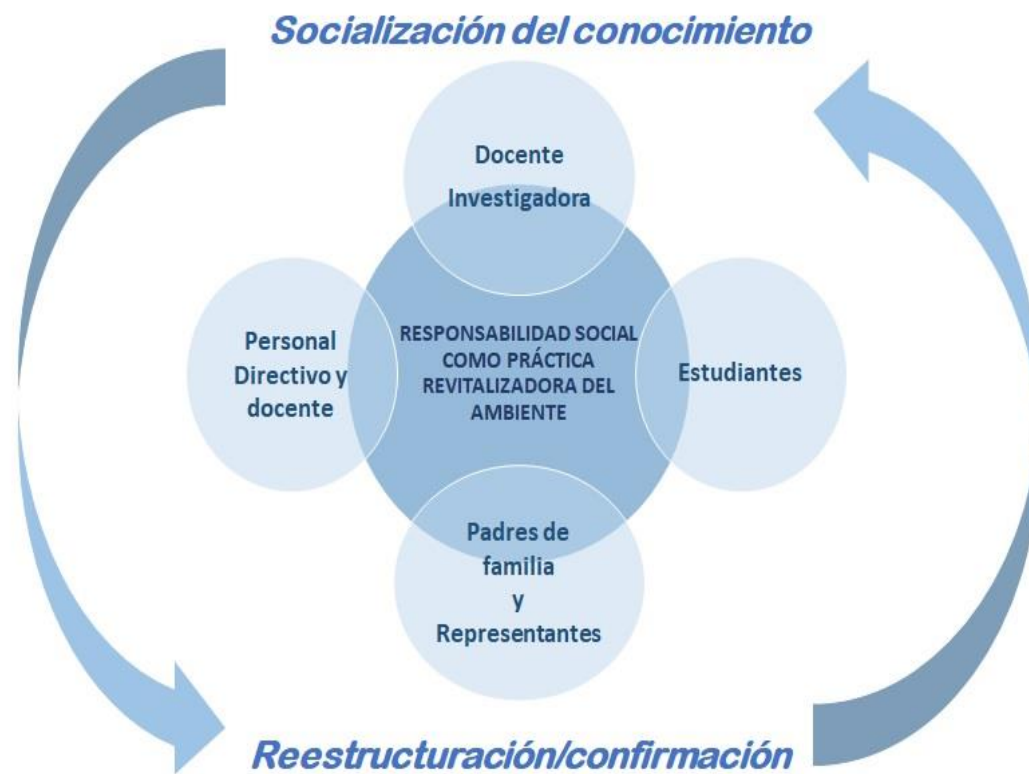 Socialización del conocimiento
Docente
Investigadora
Personal
Directivo y
docente
RESPONSABILIDAD SOCIAL
COMO PRÁCTICA
REVITALIZADORA DEL
AMBIENTE
Estudiantes
Padres de
familia
y
Representantes
Reestructuración/confirmación